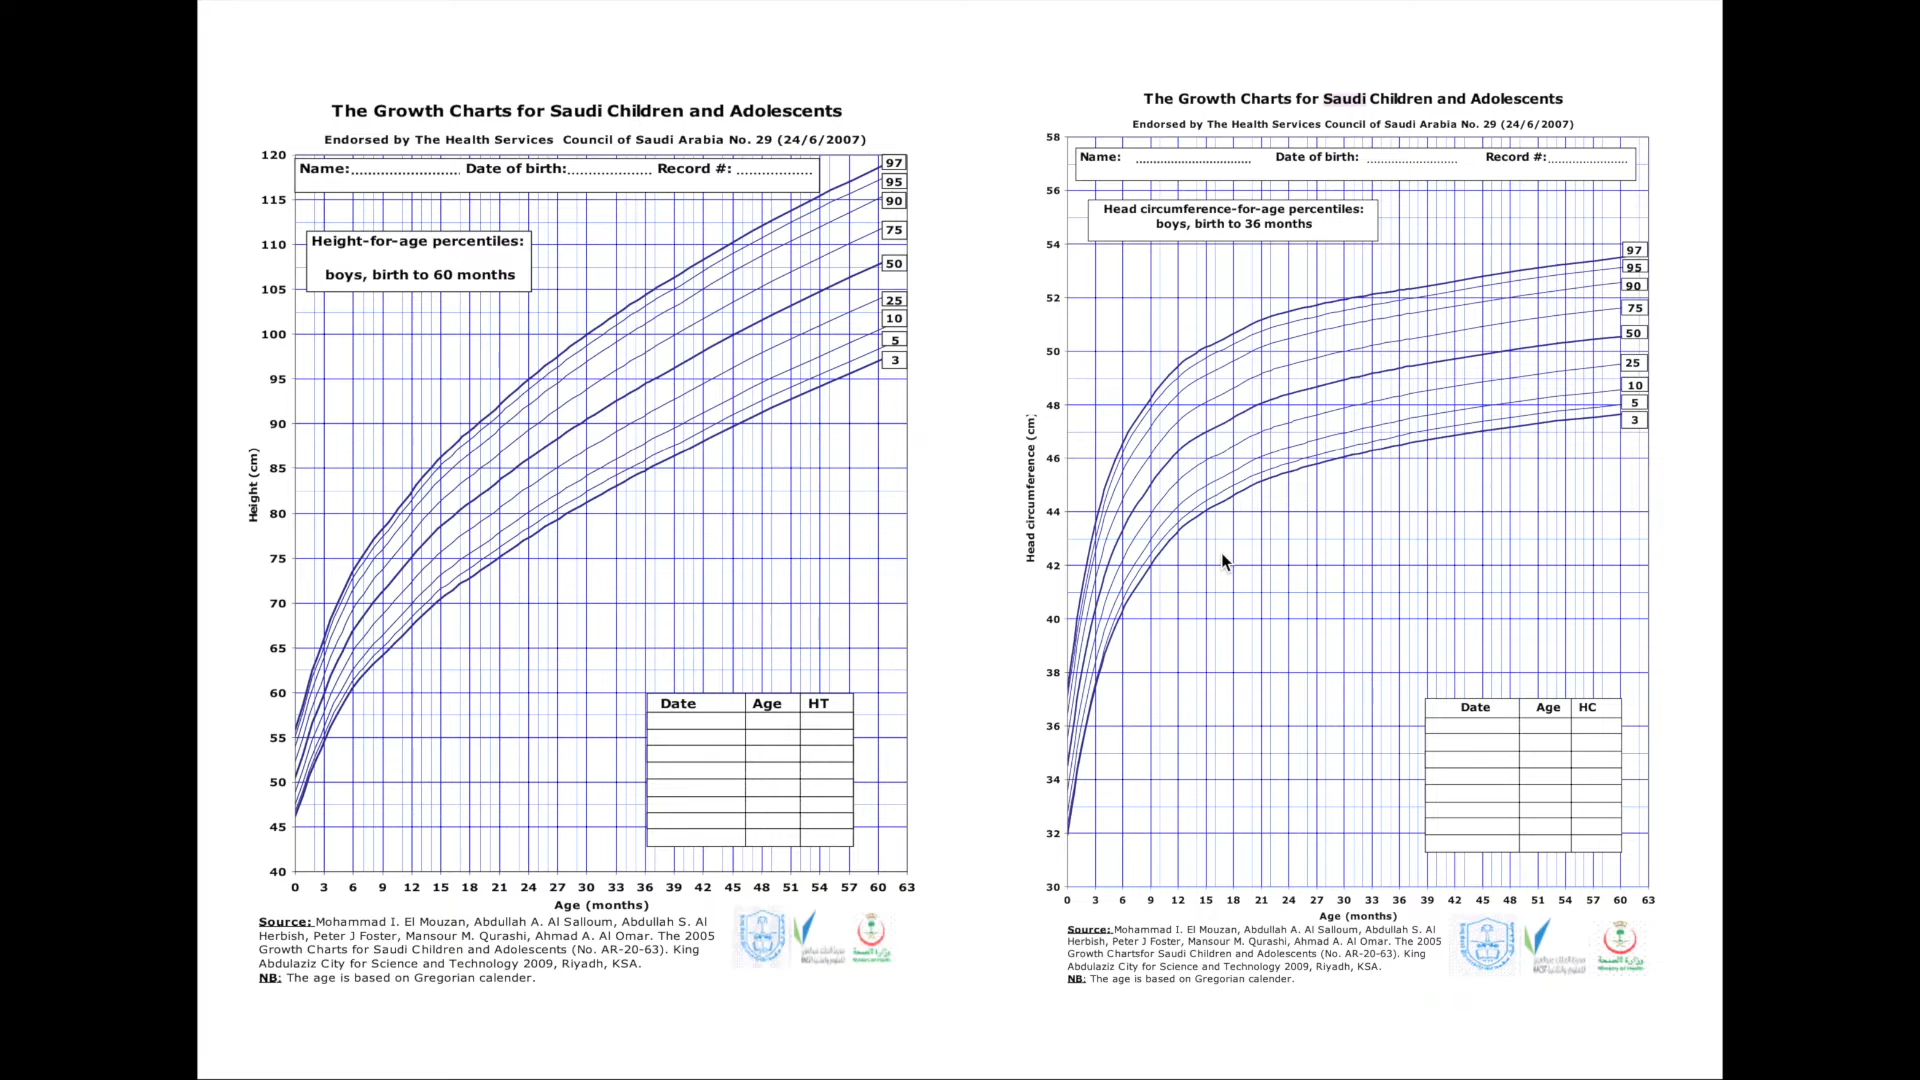 The Growth Charts for Saudi Children and Adolescents
Endorsed by The Health Services Council of Saudi Arabia No. 29 (24/6/2007)
Name:........................ Date of birth:.................. Record #: ................
Height-for-age percentiles:
boys, birth to 60 months
120
115
110
105
100
95
90
85
80
75
70
65
60
55
50
45
40
Height (cm)
97
95
90
75
50
25
10
5
3
Date Age HT
0 3 6 9 12 15 18 21 24 27 30 33 36 39 42 45 48 51 54 57 60 63
Age (months)
Source: Mohammad I. El Mouzan, Abdullah A. Al Salloum, Abdullah S. Al
Herbish, Peter J Foster, Mansour M. Qurashi, Ahmad A. Al Omar. The 2005
Growth Charts for Saudi Children and Adolescents (No. AR-20-63). King
Abdulaziz City for Science and Technology 2009, Riyadh, KSA.
NB: The age is based on Gregorian calender.
وزارة الصحة
The Growth Charts for Saudi Children and Adolescents
Endorsed by The Health Services Council of Saudi Arabia No. 29 (24/6/2007)
Name: .............................. Date of birth: ........................ Record #:.....................
Head circumference-for-age percentiles:
boys, birth to 36 months
58
56
54
52
50
48
46
44
42
40
38
36
34
32
30
Head circumference (cm)
97
95
90
75
50
25
10
5
3
Date Age HC
0 3 6 9 12 15 18 21 24 27 30 33 36 39 42 45 48 51 54 57 60 63
Age (months)
Source: Mohammad I. El Mouzan, Abdullah A. Al Salloum, Abdullah S. Al
Herbish, Peter J Foster, Mansour M. Qurashi, Ahmad A. Al Omar. The 2005
Growth Chartsfor Saudi Children and Adolescents (No. AR-20-63). King
Abdulaziz City for Science and Technology 2009, Riyadh, KSA.
NB: The age is based on Gregorian calender.
وزارة الصحة
Ministry of Health